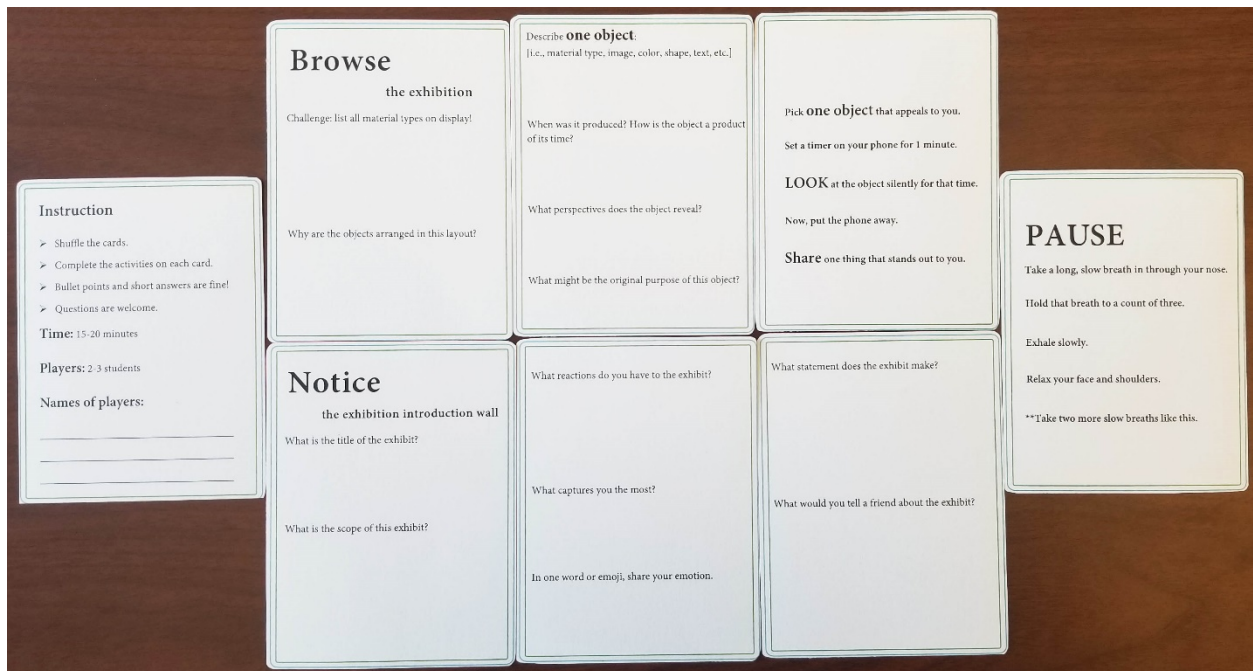 Instruction
➢ Shuffle the cards.
➢ Complete the activities on each card.
➢ Bullet points and short answers are fine!
➢ Questions are welcome.
Time: 15-20 minutes
Players: 2-3 students
Names of players:
Browse
the exhibition
Challenge: list all material types on display!
Why are the objects arranged in this layout?
Describe one object:
[i.e., material type, image, color, shape, text, etc.]
When was it produced? How is the object a product
of its time?
What perspectives does the object reveal?
What might be the original purpose of this object?
Pick one object that appeals to you.
Set a timer on your phone for 1 minute.
LOOK at the object silently for that time.
Now, put the phone away.
Share one thing that stands out to you.
Notice
the exhibition introduction wall
What is the title of the exhibit?
What is the scope of this exhibit?
What reactions do you have to the exhibit?
What captures you the most?
In one word or emoji, share your emotion.
What statement does the exhibit make?
What would you tell a friend about the exhibit?
PAUSE
Take a long, slow breath in through your nose.
Hold that breath to a count of three.
Exhale slowly.
Relax your face and shoulders.
**Take two more slow breaths like this.